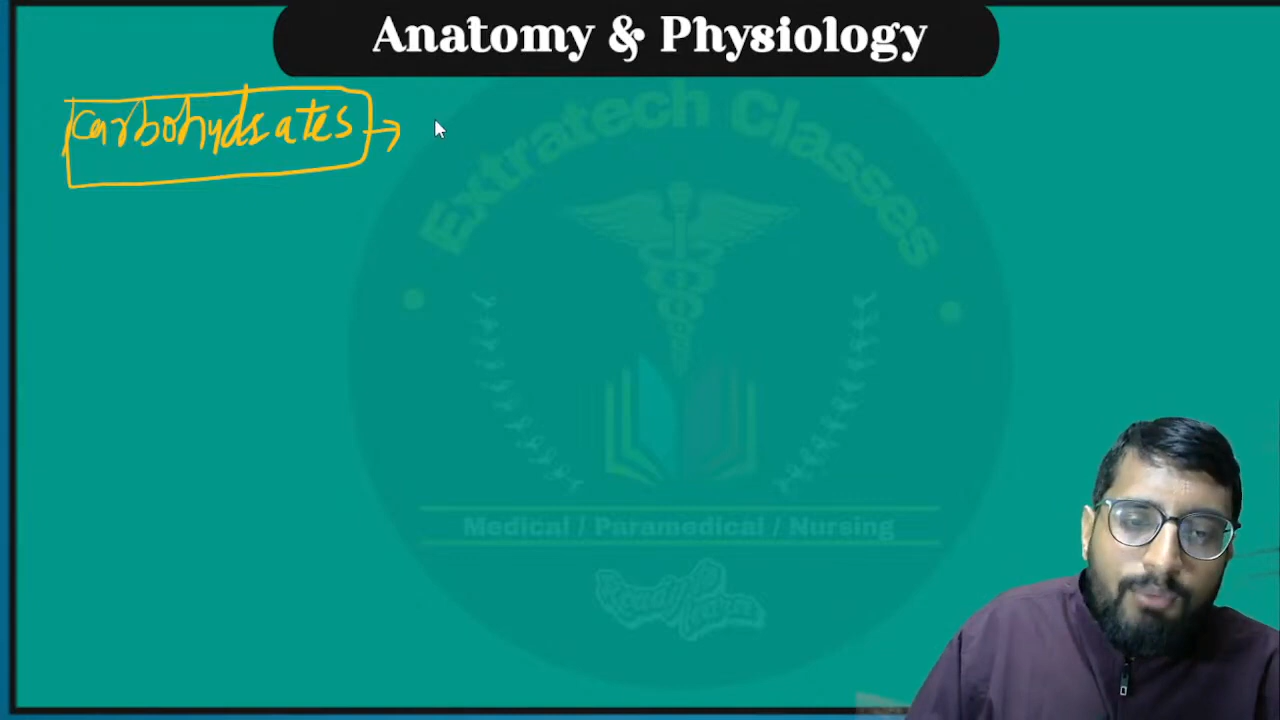 Anatomy & Physiology
Carbohydrates →
Extratech Classes
Medical / Paramedical / Nursing